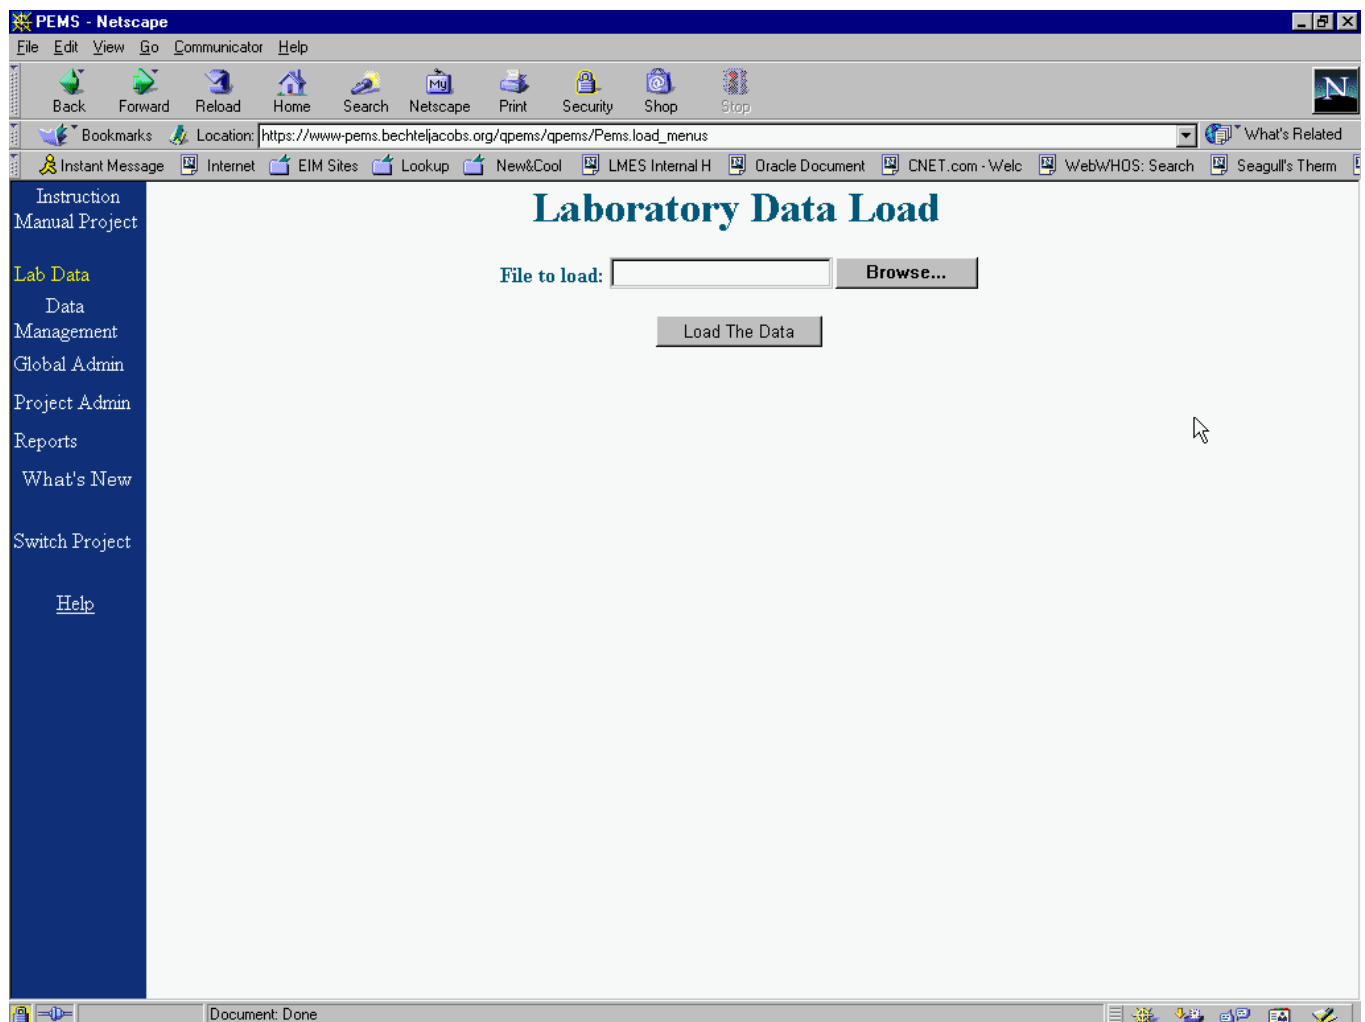 PEMS - Netscape
File Edit View Go Communicator Help
Back Forward Reload Home Search My Netscape Print Security Shop Stop
N
Bookmarks Location: https://www-pems.bechteljacobs.org/qpems/qpems/Pems.load_menus What's Related
Instant Message Internet EIM Sites Lookup New&Cool LMES Internal H Oracle Document CNET.com - Welc WebWHOS: Search Seagull's Therm
Instruction
Manual Project
Laboratory Data Load
File to load: Browse...
Lab Data
Load The Data
Data
Management
Global Admin
Project Admin
Reports
What's New
Switch Project
Help
Document: Done